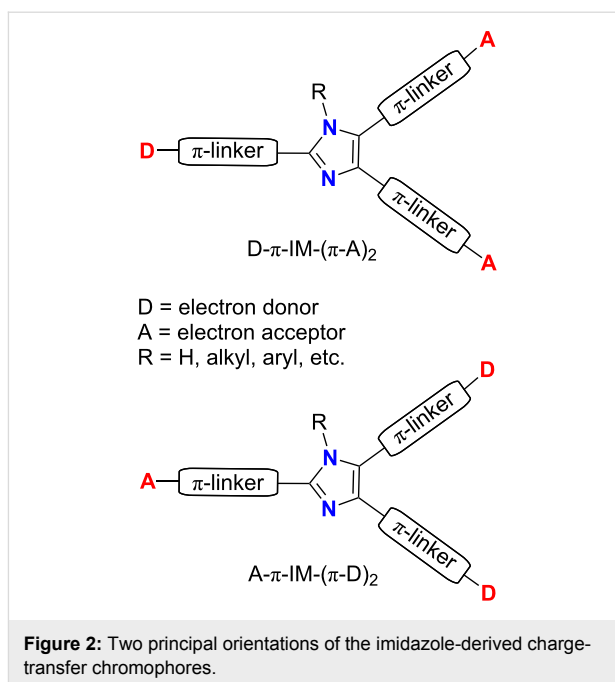 A
π-linker
R
N
D
π-linker
N
π-linker
A
D-π-IM-(π-A)2
D = electron donor
A = electron acceptor
R = H, alkyl, aryl, etc.
D
π-linker
R
N
A
π-linker
N
π-linker
D
A-π-IM-(π-D)2
Figure 2: Two principal orientations of the imidazole-derived charge-
transfer chromophores.